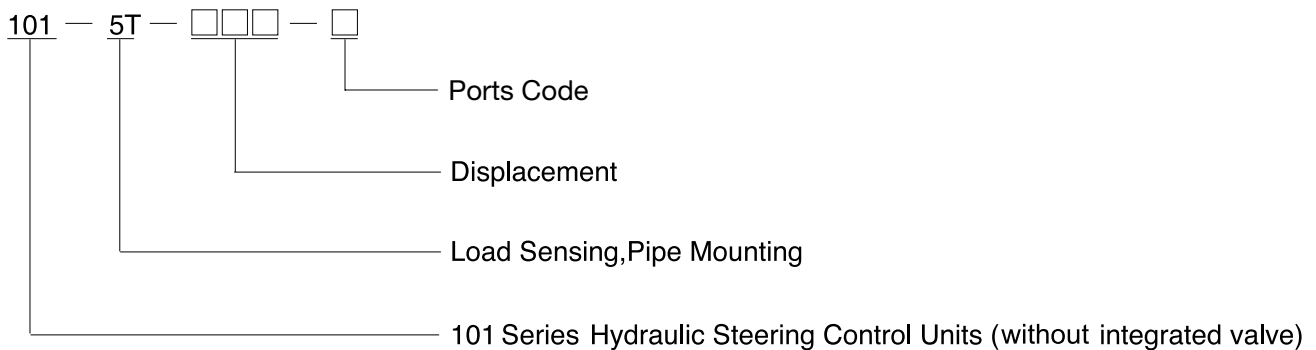 101 — 5T — □□□ — □
Ports Code
Displacement
Load Sensing,Pipe Mounting
101 Series Hydraulic Steering Control Units (without integrated valve)